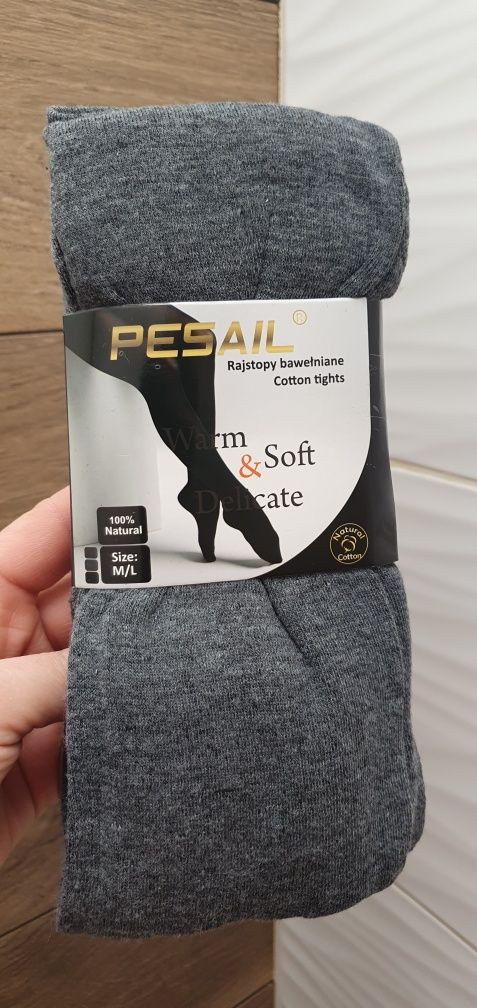 PESAIL®
Rajstopy bawełniane
Cotton tights
Warm
& Soft
Delicate
100%
Natural
Size:
M/L
Natural
Cotton